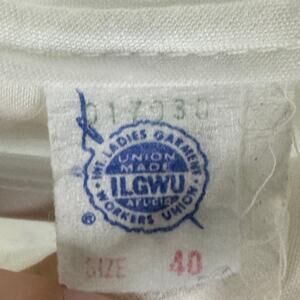 017030
INT. LADIES GARMENT WORKERS UNION
UNION
MADE
ILGWU
AFL-CIO
®
SIZE 40